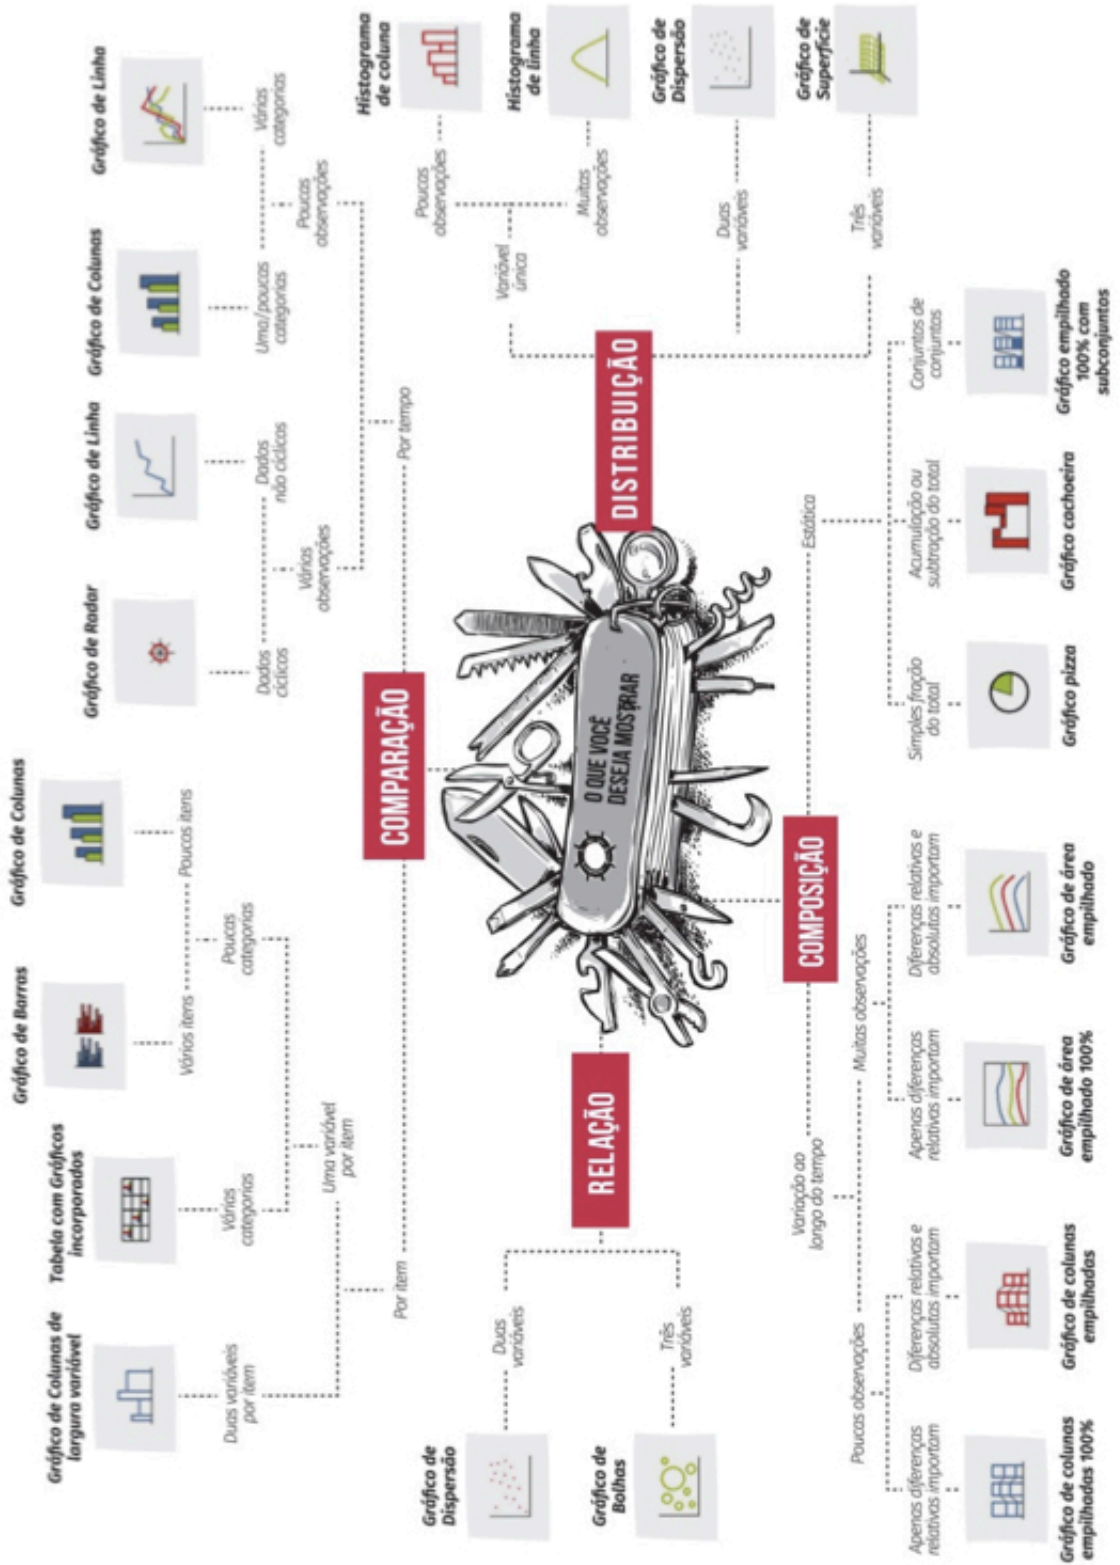 Gráfico de Barras
Gráfico de Colunas
Gráfico de Colunas de
largura variável
Tabela com Gráficos
incorporados
Gráfico de Radar
Gráfico de Linha
Gráfico de Colunas
Gráfico de Linha
Vários itens
Poucos itens
Duas variáveis
por item
Várias
categorias
Poucas
categorias
Dados
cíclicos
Dados
não cíclicos
Uma/poucas
categorias
Várias
categorias
Uma variável
por item
Várias
observações
Poucas
observações
Por item
Por tempo
COMPARAÇÃO
Histograma
de coluna
Poucas
observações
Gráfico de
Dispersão
Duas
variáveis
Variável
única
Histograma
de linha
Muitas
observações
RELAÇÃO
O QUE VOCÊ
DESEJA MOSTRAR
DISTRIBUIÇÃO
Gráfico de
Bolhas
Três
variáveis
Duas
variáveis
Gráfico de
Dispersão
Três
variáveis
Gráfico de
Superfície
COMPOSIÇÃO
Variação ao
longo do tempo
Estática
Poucas observações
Muitas observações
Apenas diferenças
relativas importam
Diferenças relativas e
absolutas importam
Apenas diferenças
relativas importam
Diferenças relativas e
absolutas importam
Simples fração
do total
Acumulação ou
subtração do total
Conjuntos de
conjuntos
Gráfico de colunas
empilhadas 100%
Gráfico de colunas
empilhadas
Gráfico de área
empilhado 100%
Gráfico de área
empilhado
Gráfico pizza
Gráfico cachoeira
Gráfico empilhado
100% com
subconjuntos